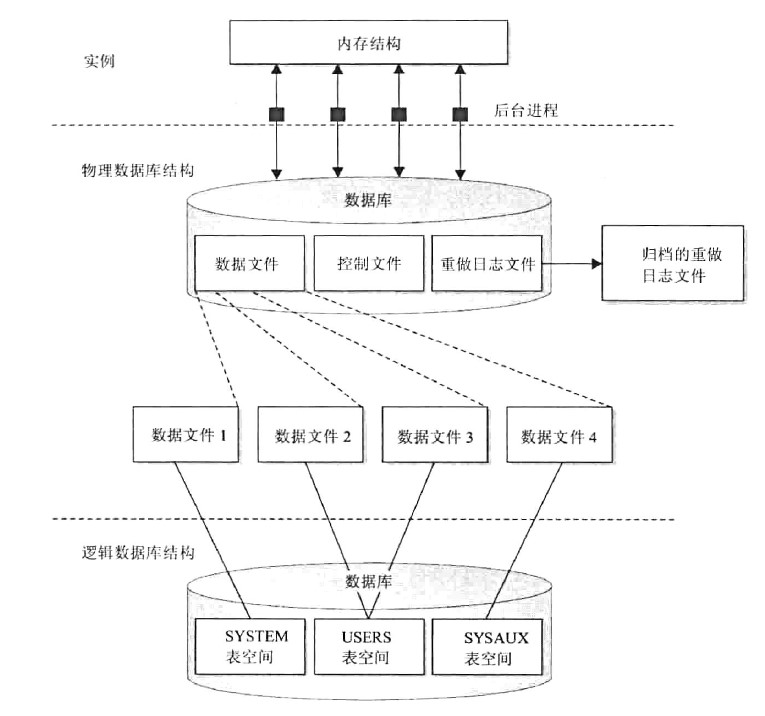 内存结构
实例
后台进程
物理数据库结构
数据库
数据文件
控制文件
重做日志文件
归档的重做
日志文件
数据文件 1
数据文件 2
数据文件 3
数据文件 4
逻辑数据库结构
数据库
SYSTEM
表空间
USERS
表空间
SYSAUX
表空间